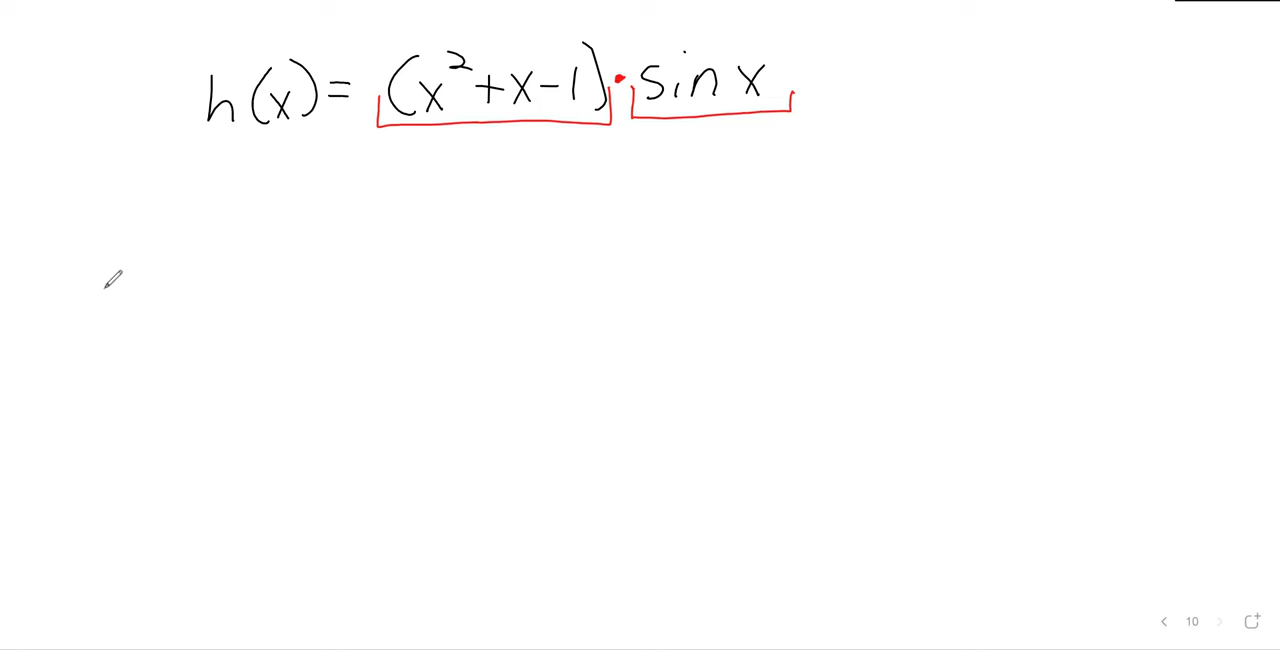 h(x) = (x² + x - 1) · sin x
10